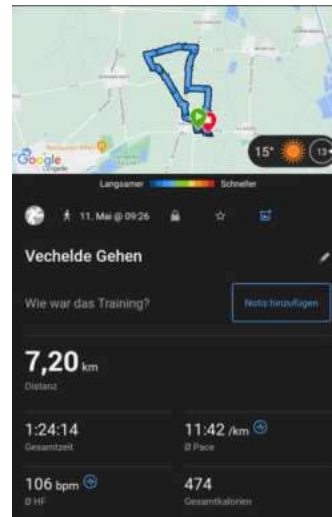 Google
15°
13
Langsamer
Schneller
11. Mai @ 09:26
Vechelde Gehen
Wie war das Training?
Notiz hinzufügen
7,20 km
Distanz
1:24:14
11:42 /km
Gesamtzeit
Ø Pace
106 bpm
474
Ø HF
Gesamtkalorien